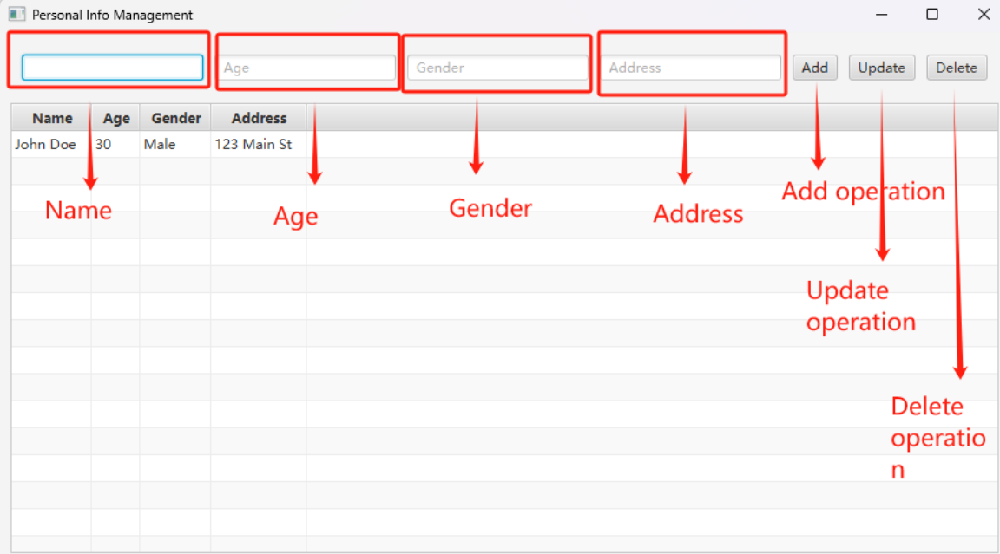 Personal Info Management
Age Gender Address Add Update Delete
Name Age Gender Address
John Doe 30 Male 123 Main St
Name Age Gender Address Add operation
Update
operation
Delete
operatio
n